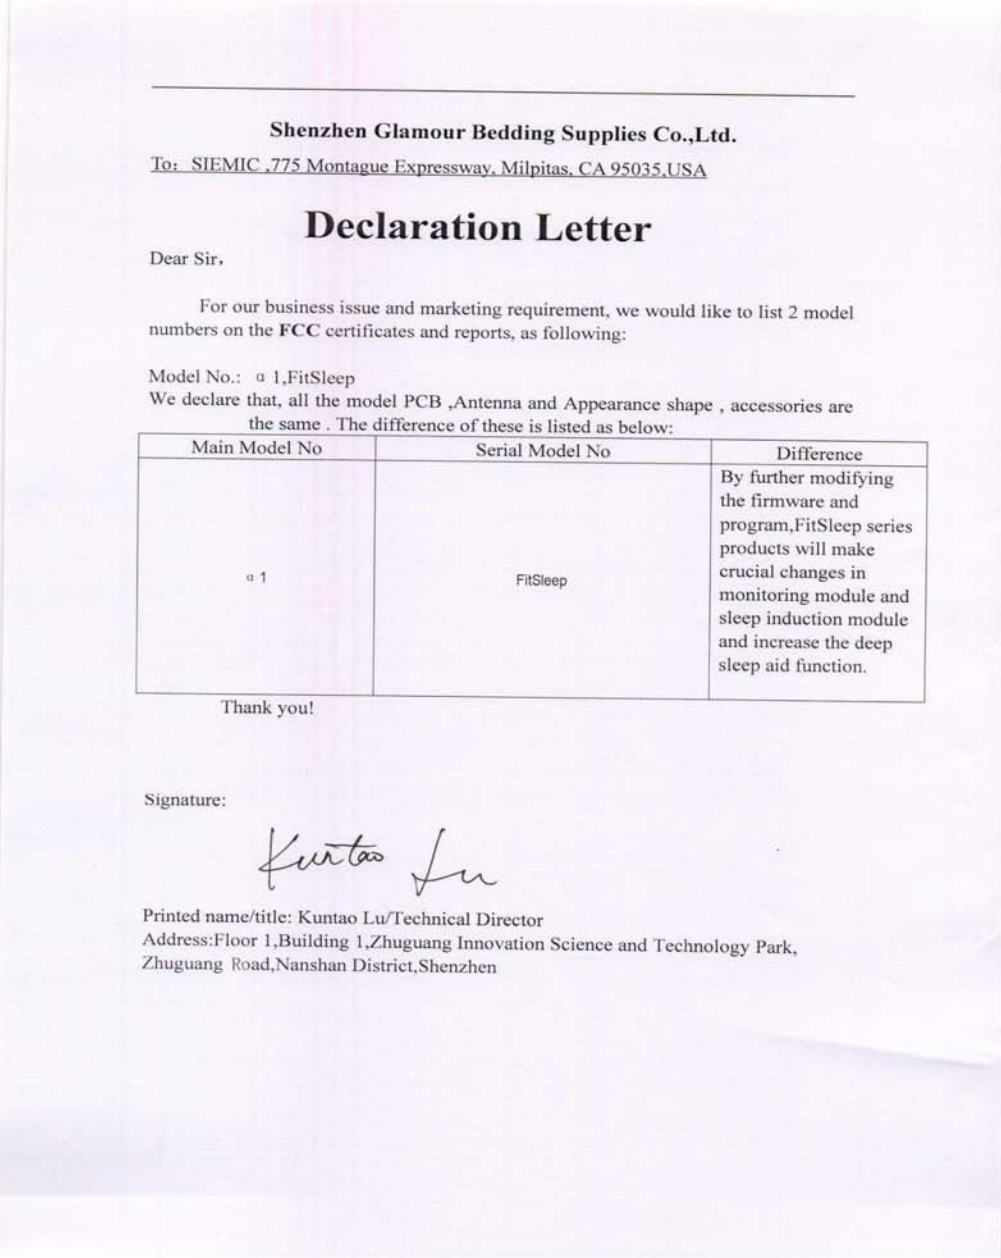 Shenzhen Glamour Bedding Supplies Co.,Ltd.
To: SIEMIC ,775 Montague Expressway, Milpitas, CA 95035,USA
Declaration Letter
Dear Sir,
For our business issue and marketing requirement, we would like to list 2 model
numbers on the FCC certificates and reports, as following:
Model No.: α 1,FitSleep
We declare that, all the model PCB ,Antenna and Appearance shape , accessories are
the same . The difference of these is listed as below:
Main Model No Serial Model No Difference
α 1 FitSleep
By further modifying
the firmware and
program,FitSleep series
products will make
crucial changes in
monitoring module and
sleep induction module
and increase the deep
sleep aid function.
Thank you!
Signature:
Kuntao Lu
Printed name/title: Kuntao Lu/Technical Director
Address:Floor 1,Building 1,Zhuguang Innovation Science and Technology Park,
Zhuguang Road,Nanshan District,Shenzhen